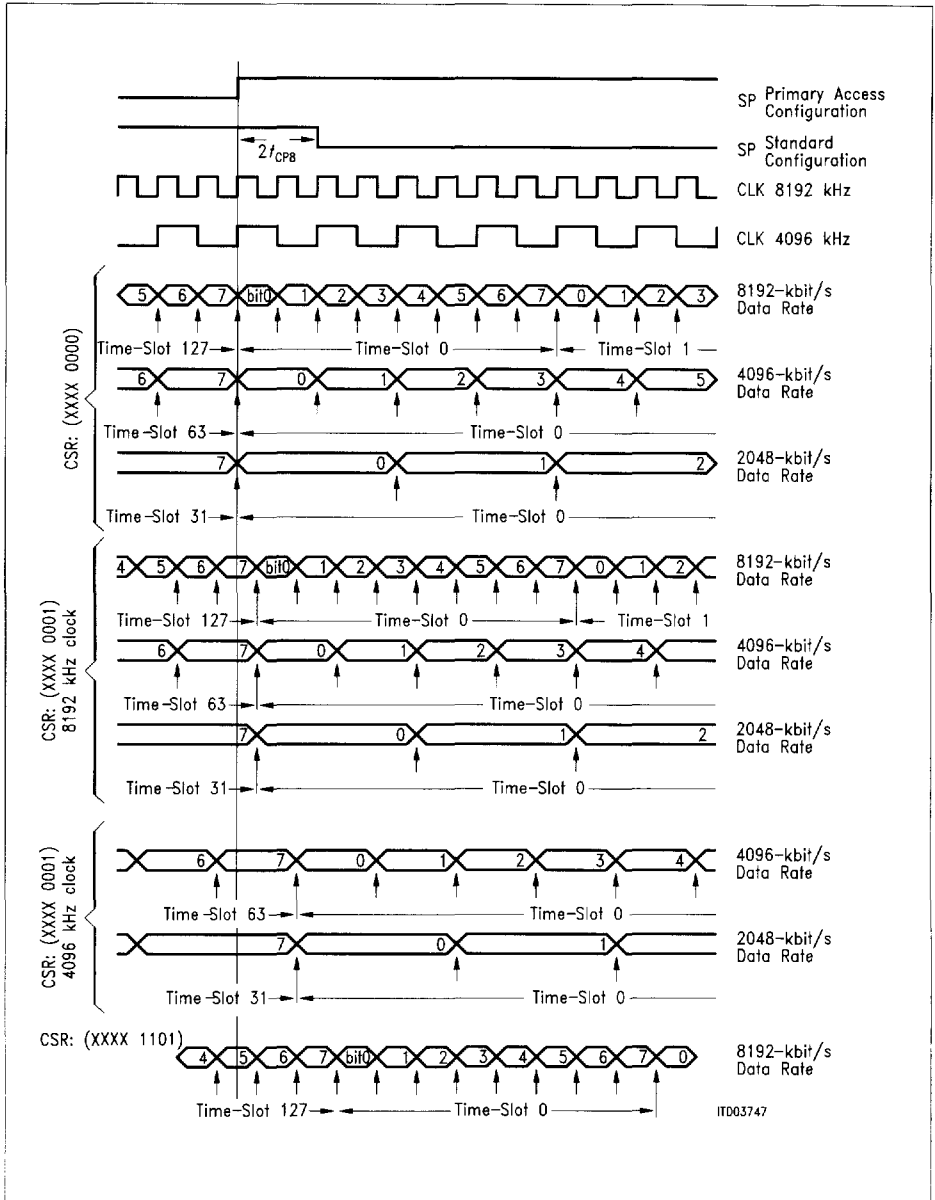 SP Primary Access
Configuration
2tCP8
SP Standard
Configuration
CLK 8192 kHz
CLK 4096 kHz
CSR: (XXXX 0000)
5 6 7 bit0 1 2 3 4 5 6 7 0 1 2 3
8192-kbit/s
Data Rate
Time-Slot 127 Time-Slot 0 Time-Slot 1
6 7 0 1 2 3 4 5
4096-kbit/s
Data Rate
Time-Slot 63 Time-Slot 0
7 0 1 2
2048-kbit/s
Data Rate
Time-Slot 31 Time-Slot 0
CSR: (XXXX 0001)
8192 kHz clock
4 5 6 7 bit0 1 2 3 4 5 6 7 0 1 2
8192-kbit/s
Data Rate
Time-Slot 127 Time-Slot 0 Time-Slot 1
6 7 0 1 2 3 4
4096-kbit/s
Data Rate
Time-Slot 63 Time-Slot 0
7 0 1 2
2048-kbit/s
Data Rate
Time-Slot 31 Time-Slot 0
CSR: (XXXX 0001)
4096 kHz clock
6 7 0 1 2 3 4
4096-kbit/s
Data Rate
Time-Slot 63 Time-Slot 0
7 0 1
2048-kbit/s
Data Rate
Time-Slot 31 Time-Slot 0
CSR: (XXXX 1101)
4 5 6 7 bit0 1 2 3 4 5 6 7 0
8192-kbit/s
Data Rate
Time-Slot 127 Time-Slot 0
ITD03747